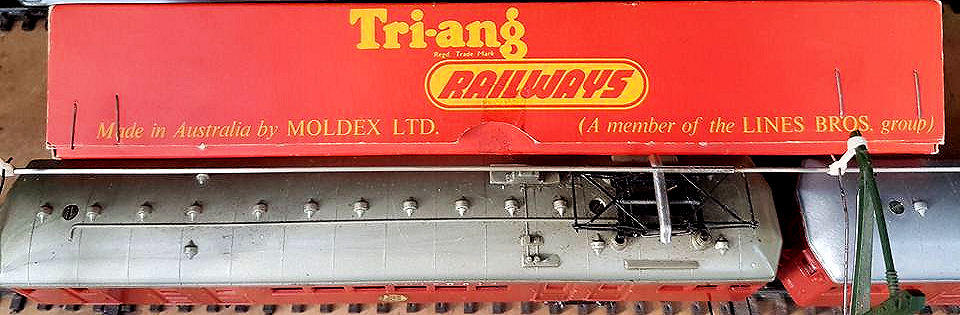 Tri-ang
Regd. Trade Mark
RAILWAYS
Made in Australia by MOLDEX LTD. (A member of the LINES BROS. group)